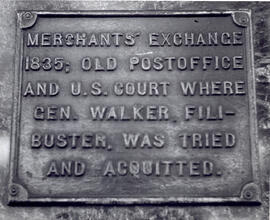 MERCHANTS' EXCHANGE
1835; OLD POSTOFFICE
AND U.S. COURT WHERE
GEN. WALKER, FILI-
BUSTER, WAS TRIED
AND ACQUITTED.